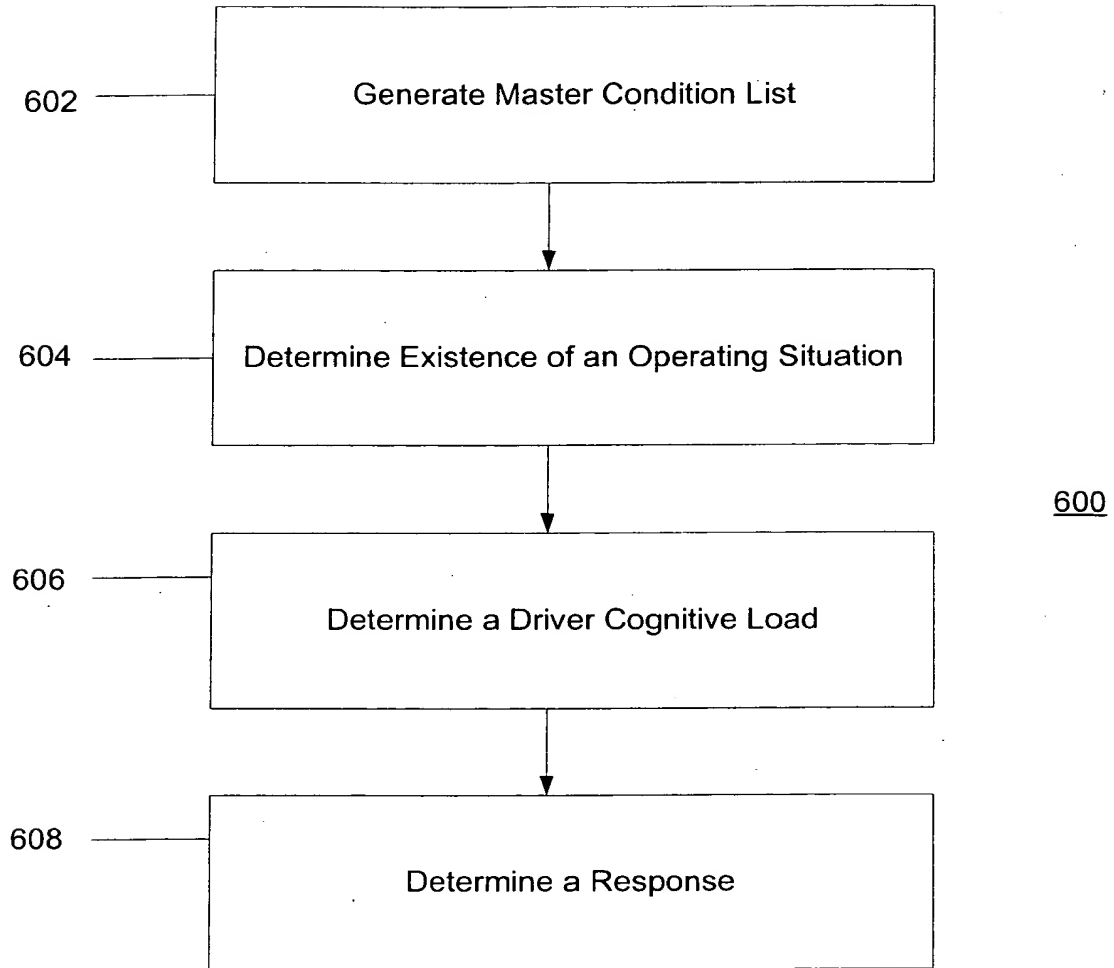 602
Generate Master Condition List
604
Determine Existence of an Operating Situation
600
606
Determine a Driver Cognitive Load
608
Determine a Response